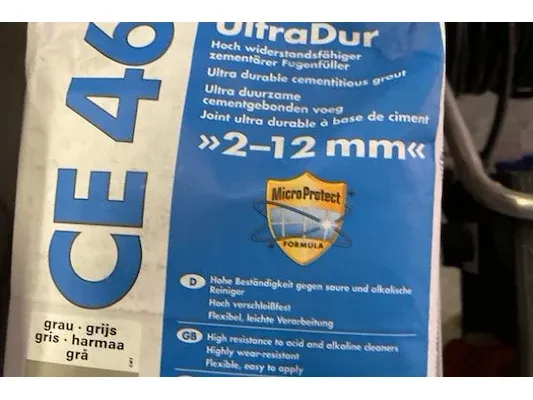 CE 46
UltraDur
Hoch widerstandsfähiger
zementärer Fugenfüller
Ultra durable cementitious grout
Ultra duurzame
cementgebonden voeg
Joint ultra durable à base de ciment
»2–12 mm«
MicroProtect
FORMULA
D Hohe Beständigkeit gegen saure und alkalische
Reiniger
Hoch verschleißfest
Flexibel, leichte Verarbeitung
GB High resistance to acid and alkaline cleaners
Highly wear-resistant
Flexible, easy to apply
grau · grijs
gris · harmaa
grå